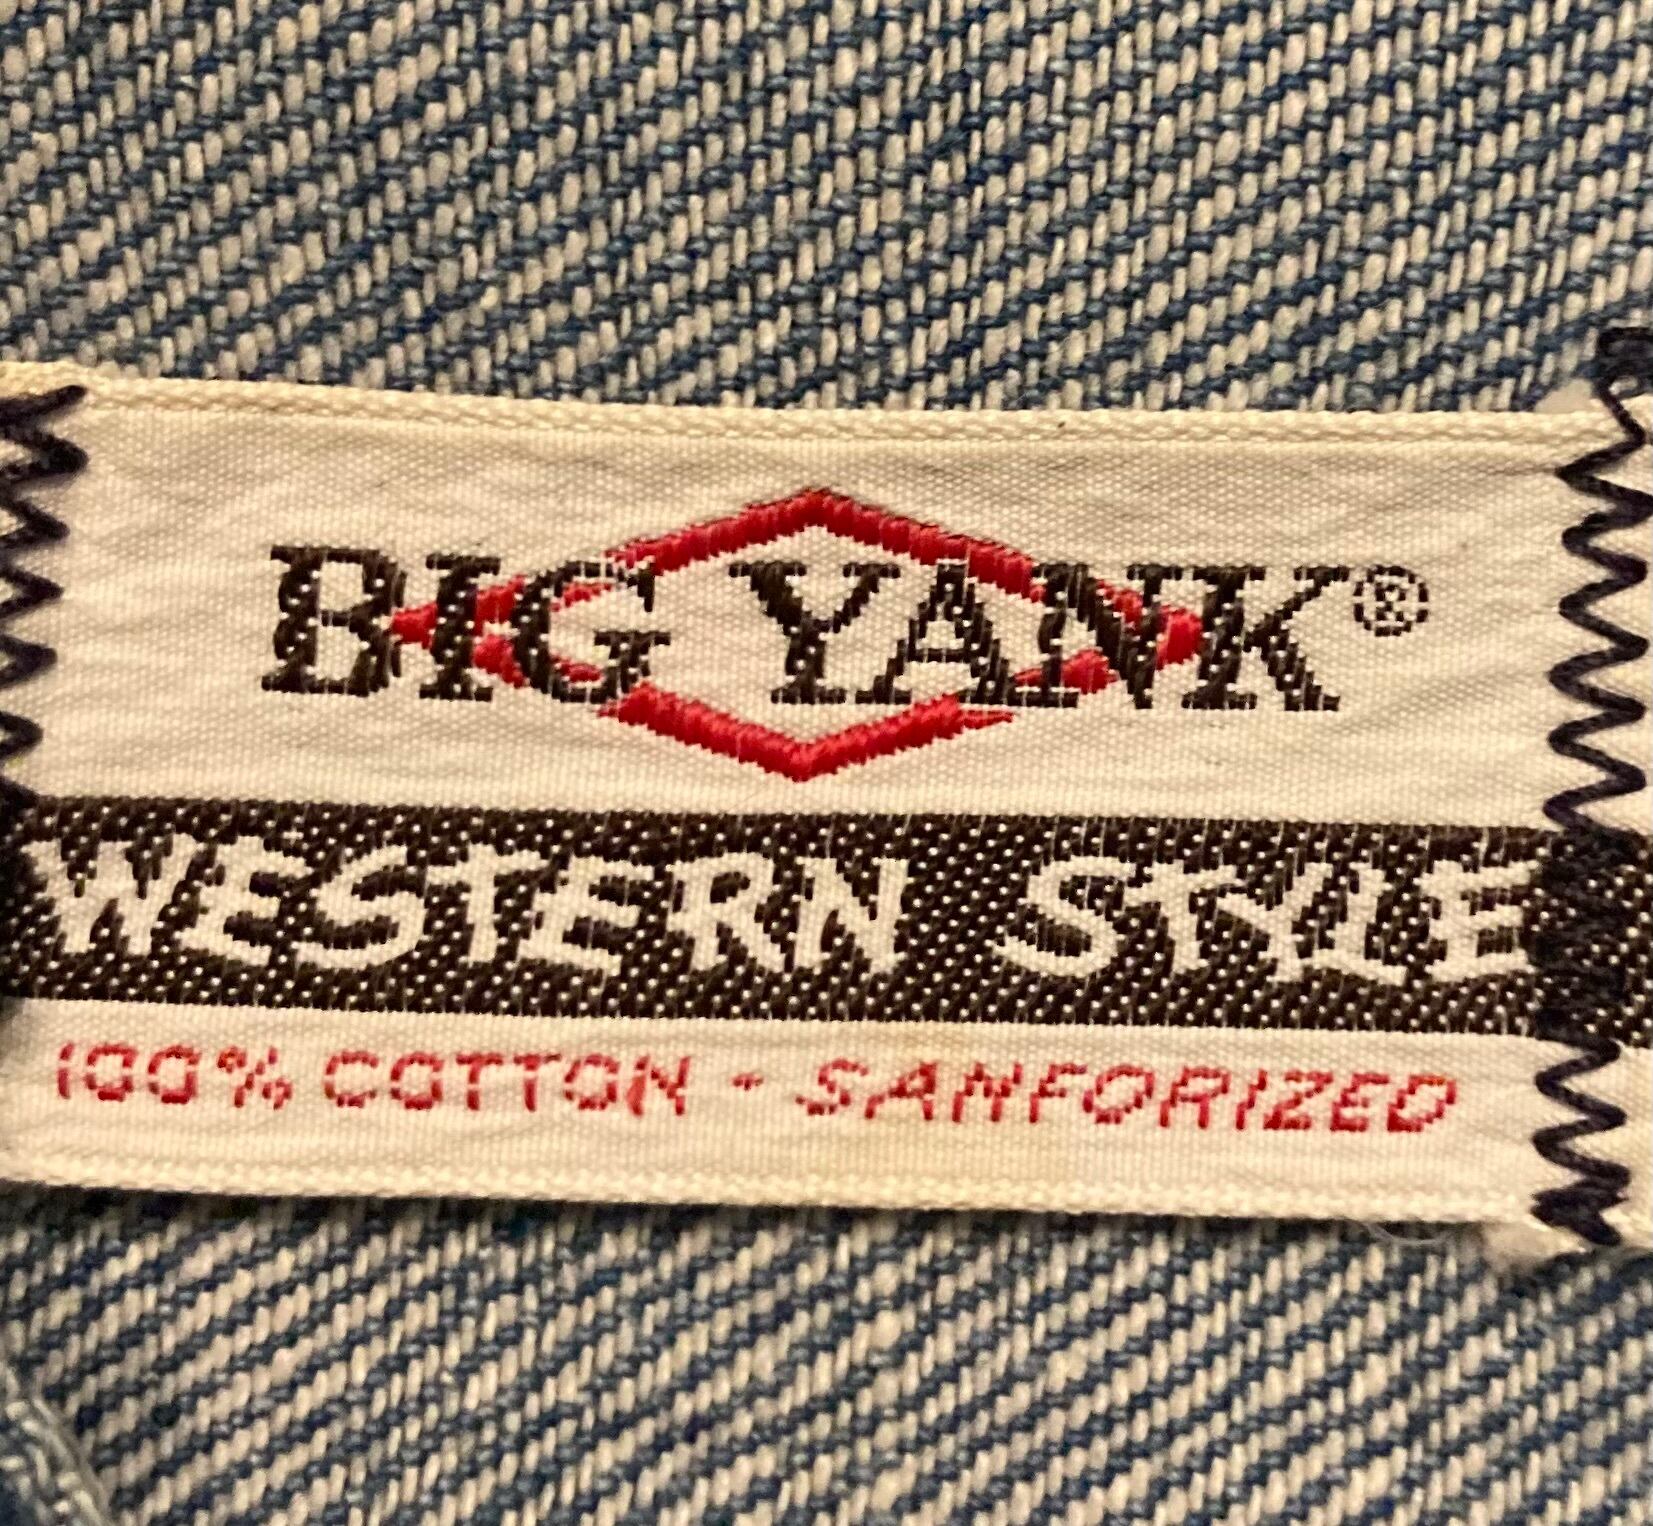 BIG YANK®
WESTERN STYLE
100% COTTON - SANFORIZED